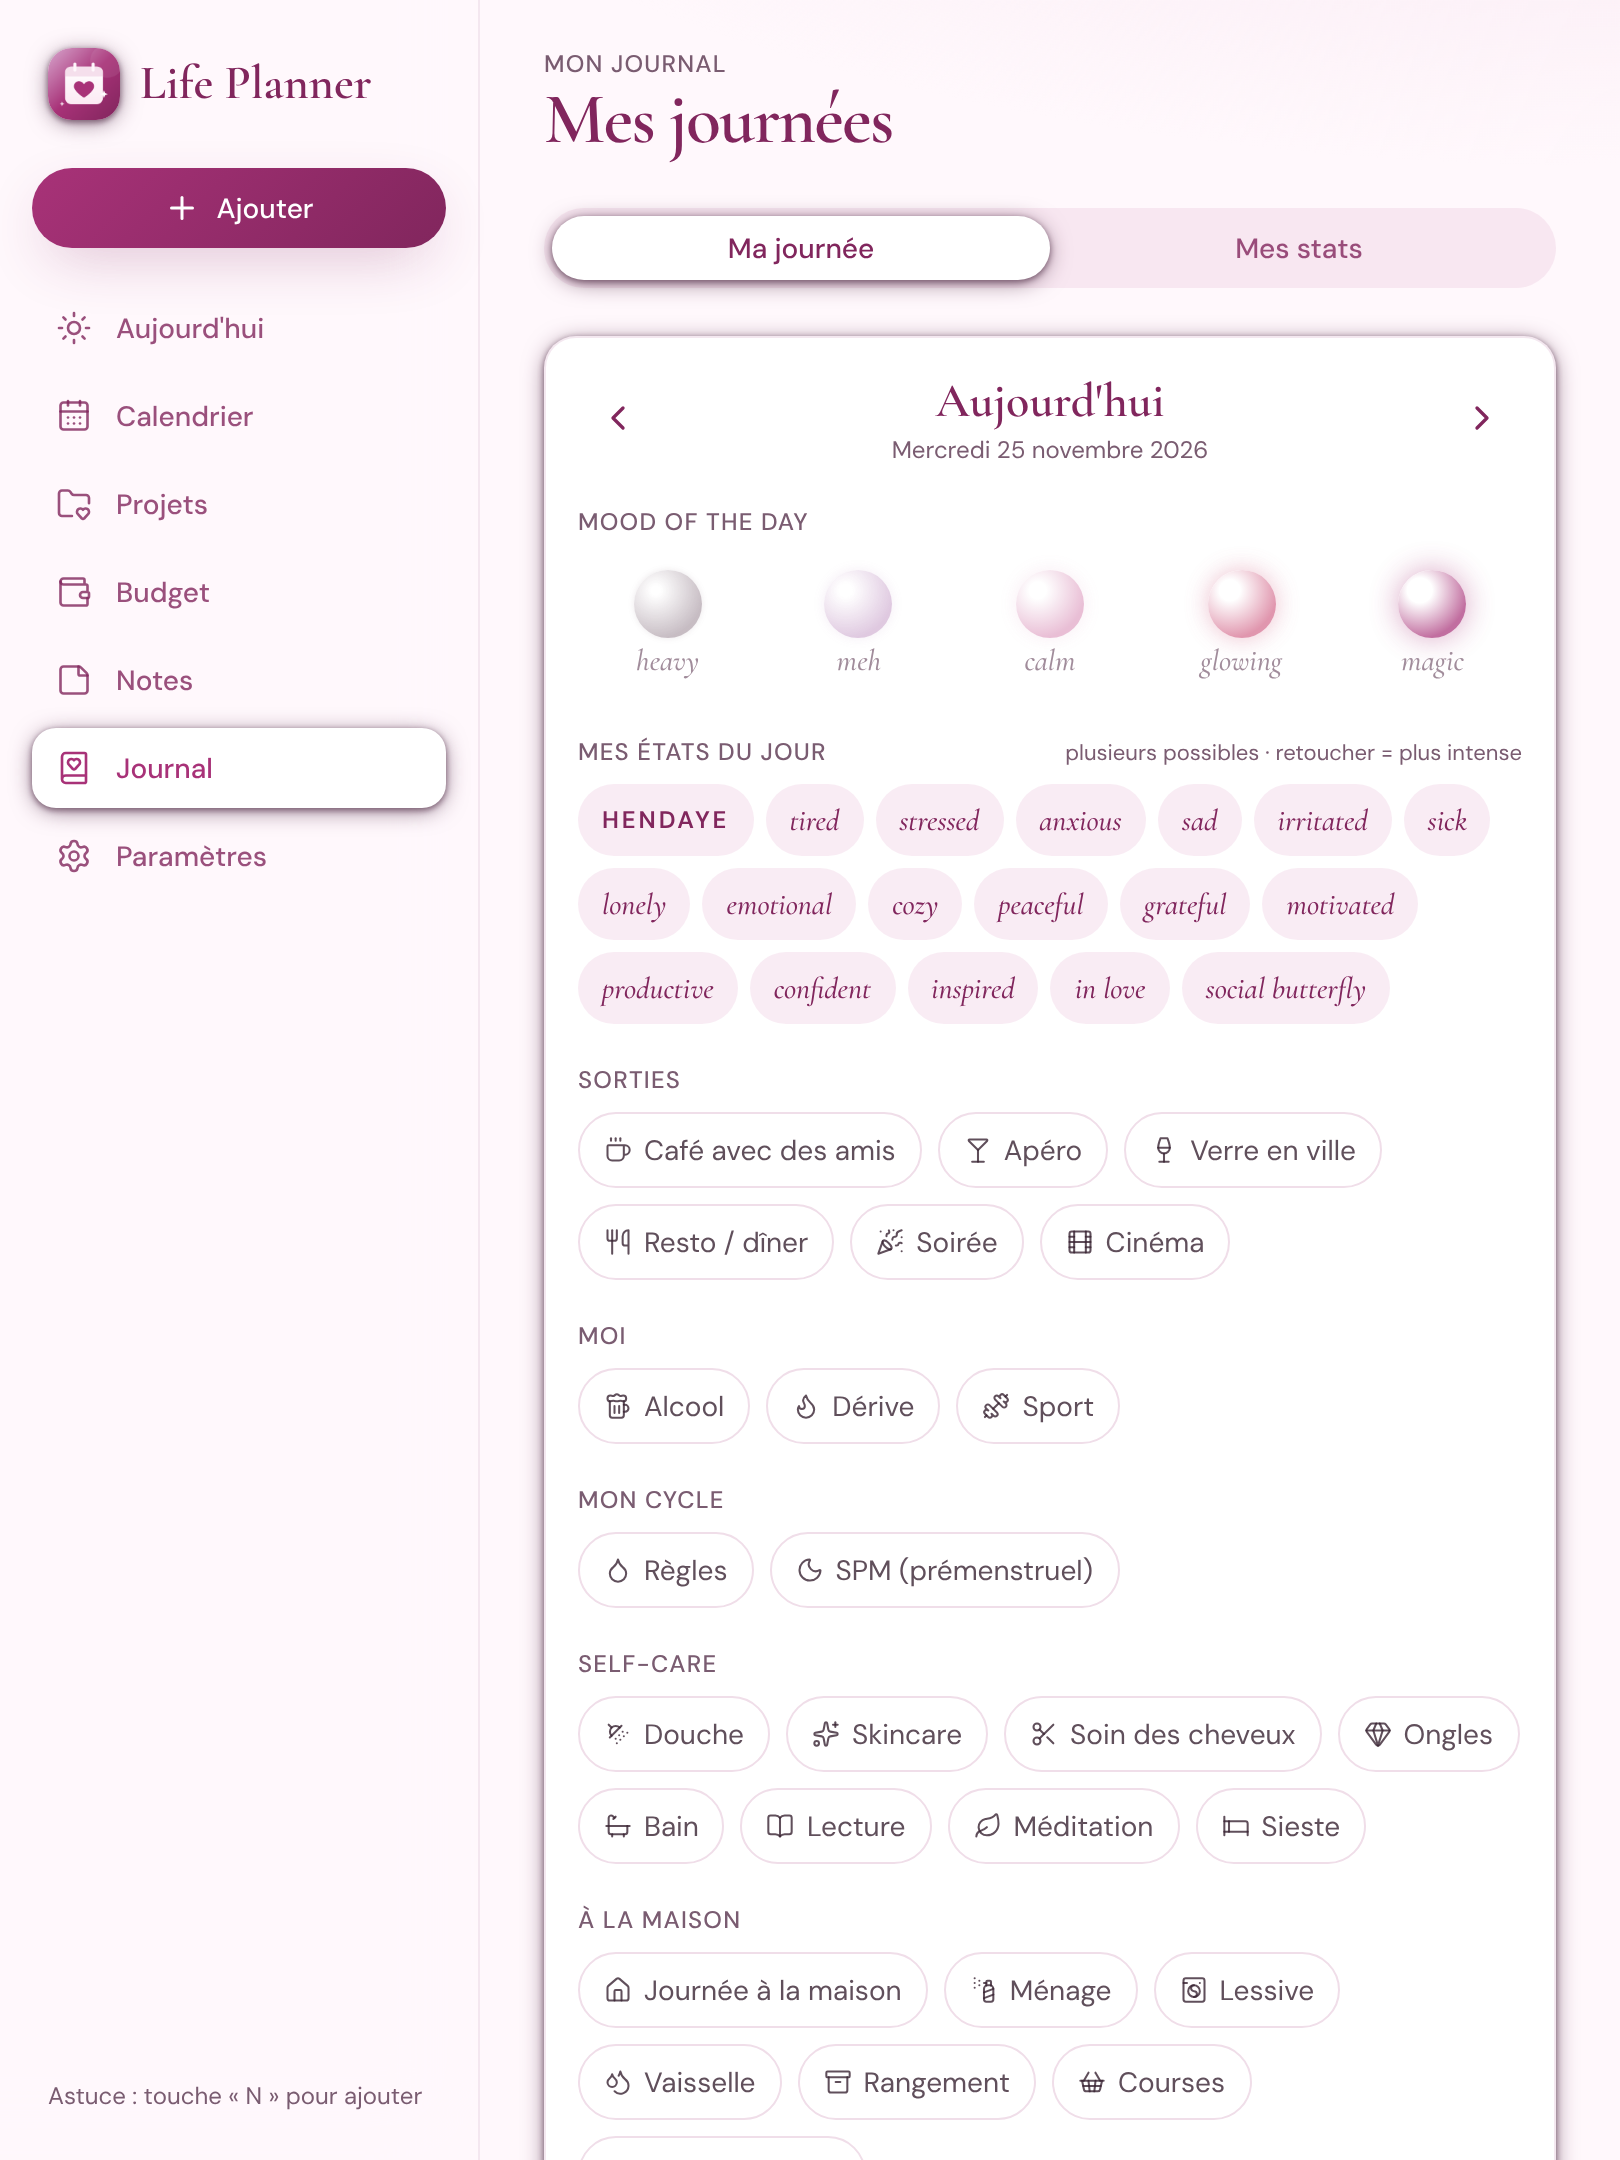 Life Planner
Ajouter
Aujourd'hui
Calendrier
Projets
Budget
Notes
Journal
Paramètres
Astuce : touche « N » pour ajouter
MON JOURNAL
Mes journées
Ma journée
Mes stats
Aujourd'hui
Mercredi 25 novembre 2026
MOOD OF THE DAY
heavy meh calm glowing magic
MES ÉTATS DU JOUR
plusieurs possibles · retoucher = plus intense
HENDAYE tired stressed anxious sad irritated sick
lonely emotional cozy peaceful grateful motivated
productive confident inspired in love social butterfly
SORTIES
Café avec des amis Apéro Verre en ville
Resto / dîner Soirée Cinéma
MOI
Alcool Dérive Sport
MON CYCLE
Règles SPM (prémenstruel)
SELF-CARE
Douche Skincare Soin des cheveux Ongles
Bain Lecture Méditation Sieste
À LA MAISON
Journée à la maison Ménage Lessive
Vaisselle Rangement Courses